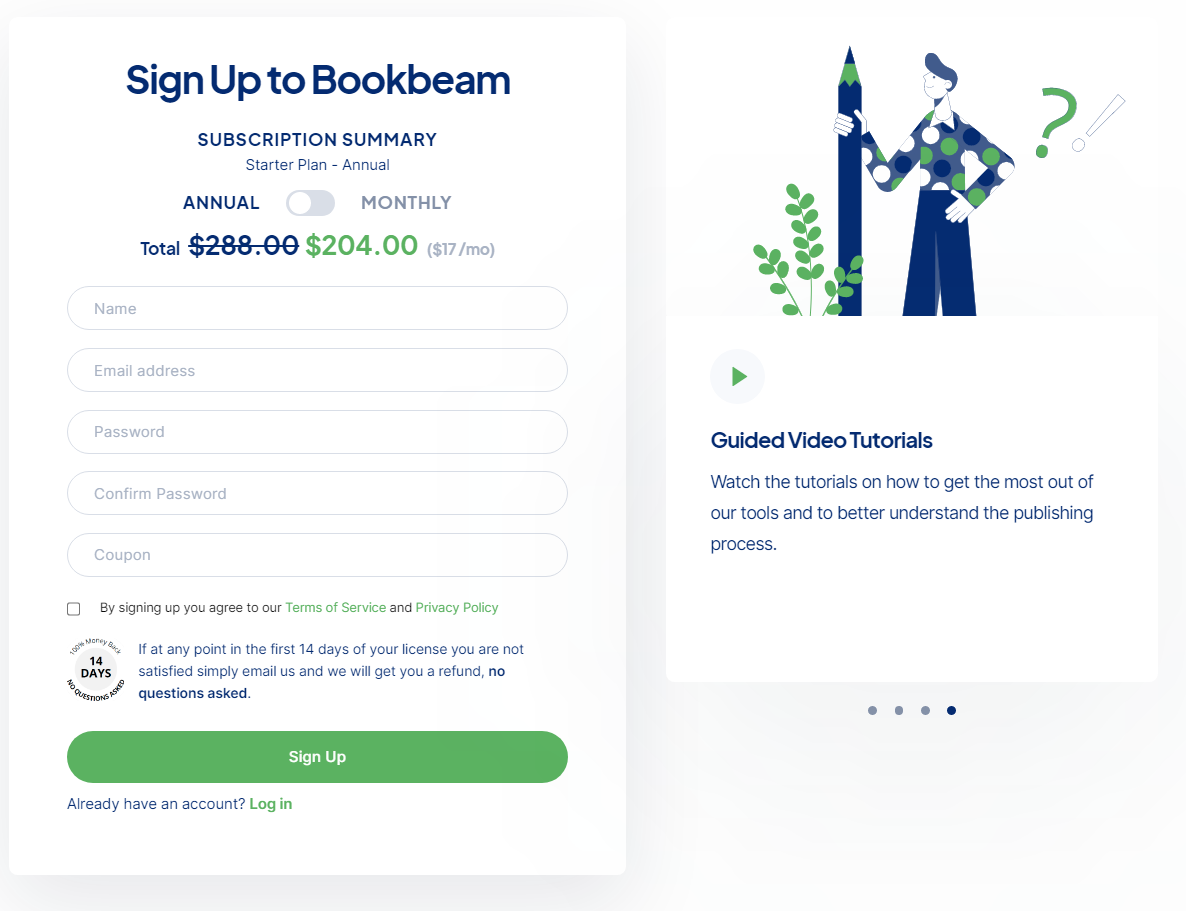 Sign Up to Bookbeam
SUBSCRIPTION SUMMARY
Starter Plan - Annual
ANNUAL MONTHLY
Total $288.00 $204.00 ($17/mo)
Name
Email address
Password
Confirm Password
Coupon
By signing up you agree to our Terms of Service and Privacy Policy
100% Money Back
14
DAYS
NO QUESTIONS ASKED
If at any point in the first 14 days of your license you are not
satisfied simply email us and we will get you a refund, no
questions asked.
Sign Up
Already have an account? Log in
?!
Guided Video Tutorials
Watch the tutorials on how to get the most out of
our tools and to better understand the publishing
process.